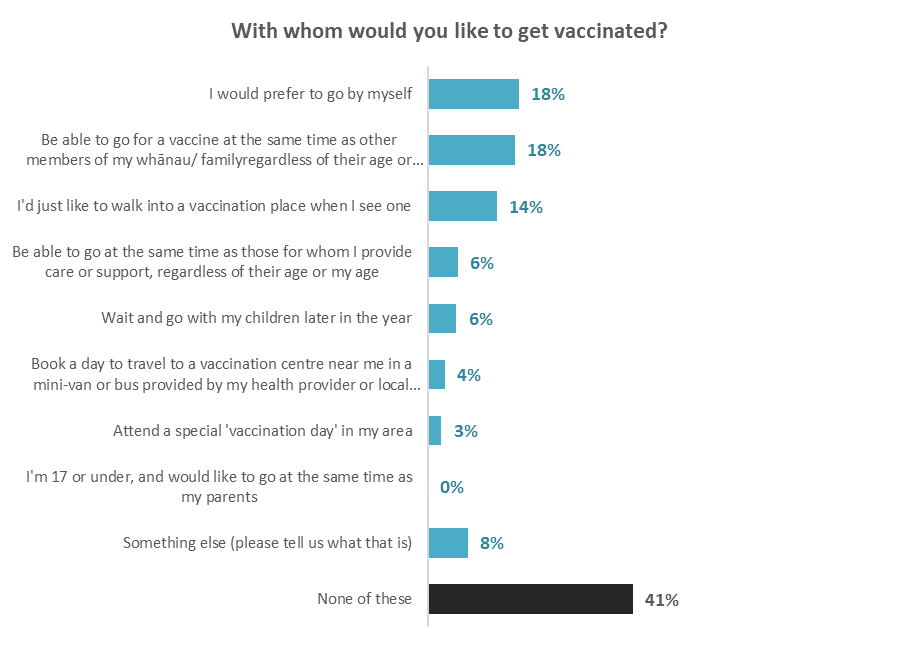 With whom would you like to get vaccinated?
I would prefer to go by myself
18%
Be able to go for a vaccine at the same time as other
members of my whānau/ familyregardless of their age or...
18%
I'd just like to walk into a vaccination place when I see one
14%
Be able to go at the same time as those for whom I provide
care or support, regardless of their age or my age
6%
Wait and go with my children later in the year
6%
Book a day to travel to a vaccination centre near me in a
mini-van or bus provided by my health provider or local...
4%
Attend a special 'vaccination day' in my area
3%
I'm 17 or under, and would like to go at the same time as
my parents
0%
Something else (please tell us what that is)
8%
None of these
41%